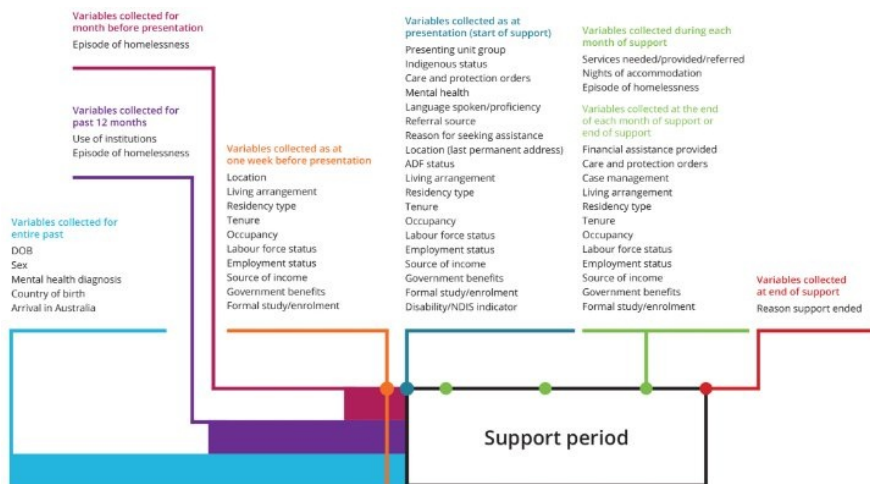 Variables collected for
month before presentation
Episode of homelessness
Variables collected for
past 12 months
Use of institutions
Episode of homelessness
Variables collected for
entire past
DOB
Sex
Mental health diagnosis
Country of birth
Arrival in Australia
Variables collected as at
one week before presentation
Location
Living arrangement
Residency type
Tenure
Occupancy
Labour force status
Employment status
Source of income
Government benefits
Formal study/enrolment
Variables collected as at
presentation (start of support)
Presenting unit group
Indigenous status
Care and protection orders
Mental health
Language spoken/proficiency
Referral source
Reason for seeking assistance
Location (last permanent address)
ADF status
Living arrangement
Residency type
Tenure
Occupancy
Labour force status
Employment status
Source of income
Government benefits
Formal study/enrolment
Disability/NDIS indicator
Variables collected during each
month of support
Services needed/provided/referred
Nights of accommodation
Episode of homelessness
Variables collected at the end
of each month of support or
end of support
Financial assistance provided
Care and protection orders
Case management
Living arrangement
Residency type
Tenure
Occupancy
Labour force status
Employment status
Source of income
Government benefits
Formal study/enrolment
Variables collected
at end of support
Reason support ended
Support period